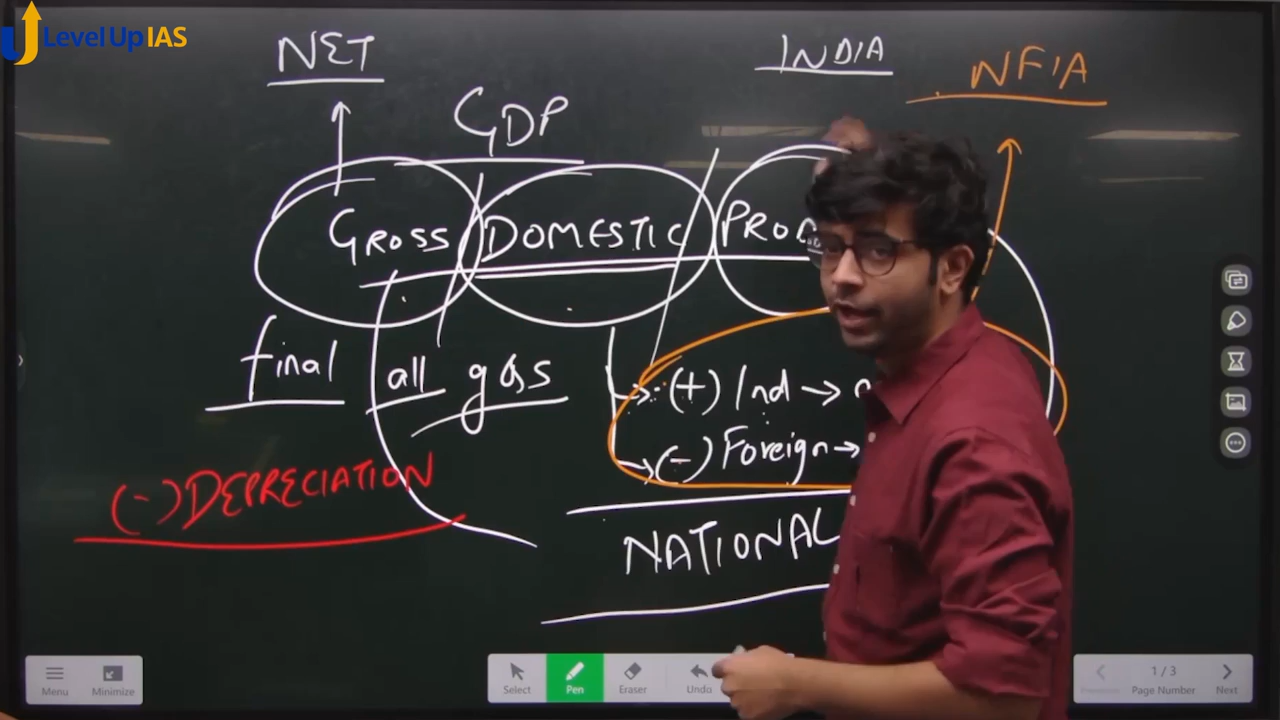 Level Up IAS
NET
INDIA
NFIA
GDP
GROSS DOMESTIC
final all g&s
(+) Ind →
(-) Foreign →
(-) DEPRECIATION
NATIONAL
Menu
Minimize
Select
Pen
Eraser
Undo
1 / 3
Page Number
Next